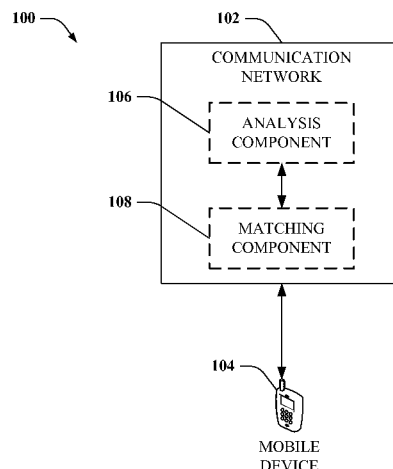 100
102
COMMUNICATION
NETWORK
106
ANALYSIS
COMPONENT
108
MATCHING
COMPONENT
104
MOBILE
DEVICE